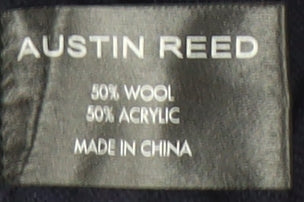 AUSTIN REED
50% WOOL
50% ACRYLIC
MADE IN CHINA